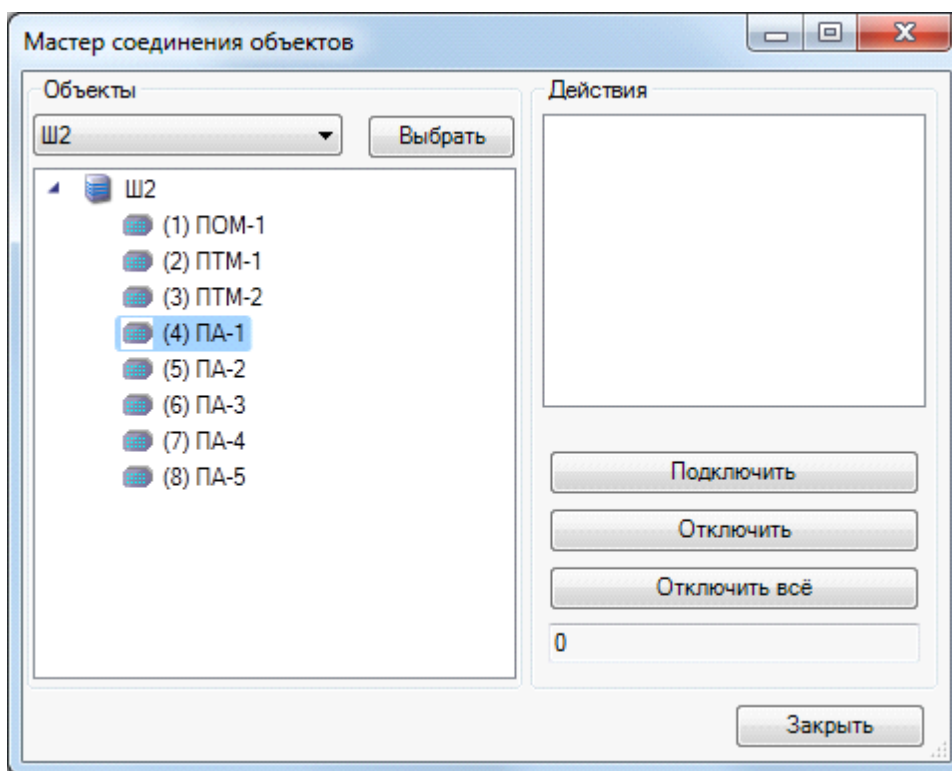 Мастер соединения объектов
Объекты
Ш2
Выбрать
Ш2
(1) ПОМ-1
(2) ПТМ-1
(3) ПТМ-2
(4) ПА-1
(5) ПА-2
(6) ПА-3
(7) ПА-4
(8) ПА-5
Действия
Подключить
Отключить
Отключить всё
0
Закрыть